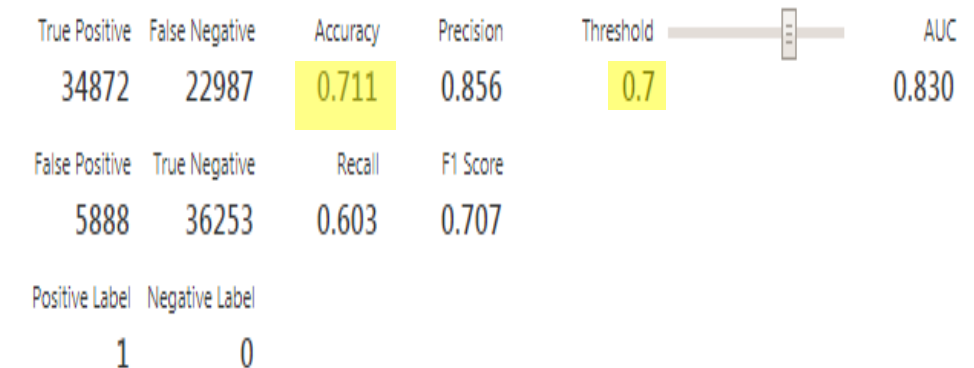 True Positive False Negative Accuracy Precision Threshold AUC
34872 22987 0.711 0.856 0.7 0.830
False Positive True Negative Recall F1 Score
5888 36253 0.603 0.707
Positive Label Negative Label
1 0